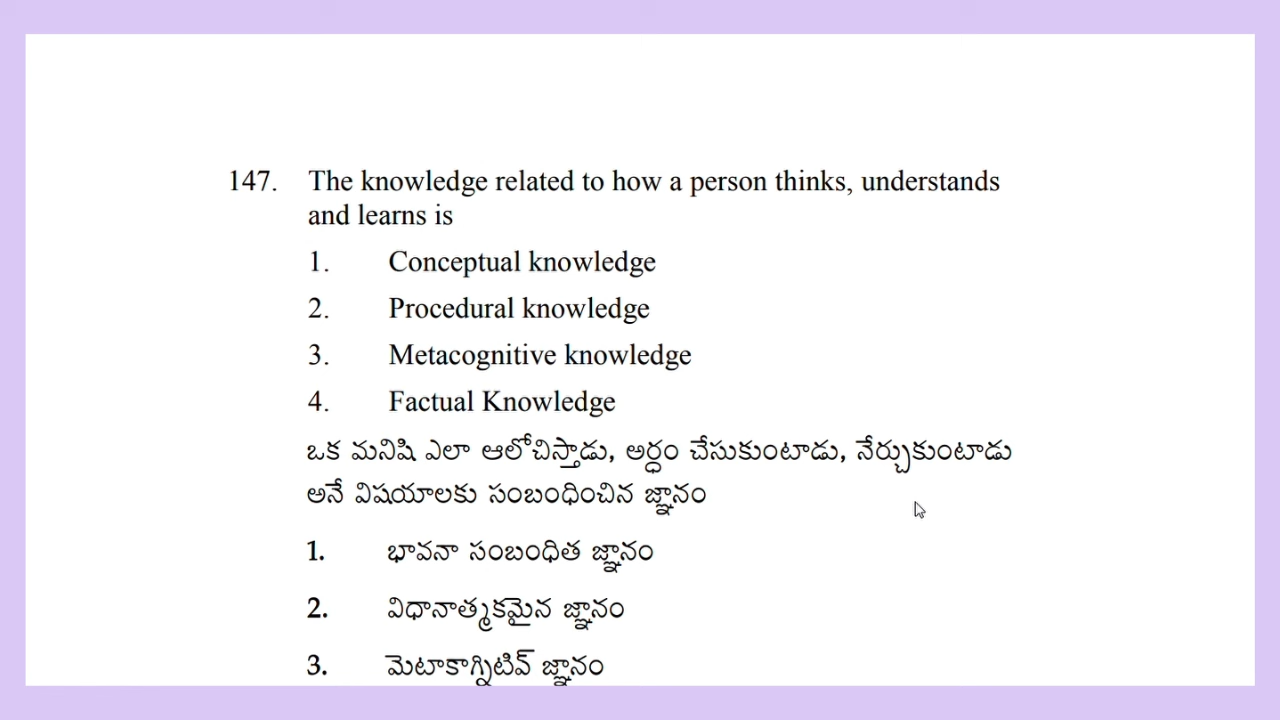 147. The knowledge related to how a person thinks, understands
and learns is
1. Conceptual knowledge
2. Procedural knowledge
3. Metacognitive knowledge
4. Factual Knowledge
ఒక మనిషి ఎలా ఆలోచిస్తాడు, అర్ధం చేసుకుంటాడు, నేర్చుకుంటాడు
అనే విషయాలకు సంబంధించిన జ్ఞానం
1. భావనా సంబంధిత జ్ఞానం
2. విధానాత్మకమైన జ్ఞానం
3. మెటాకాగ్నిటివ్ జ్ఞానం